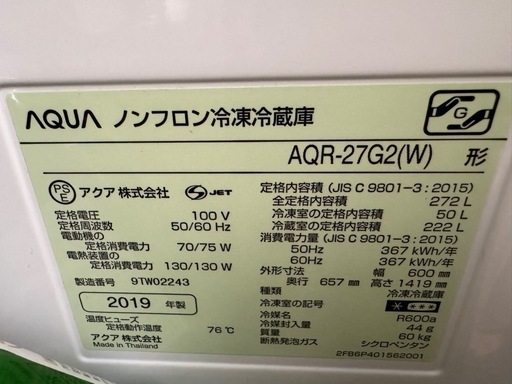 AQUA ノンフロン冷凍冷蔵庫
G
AQR-27G2(W) 形
PSE アクア 株式会社 S JET
定格電圧 100 V
定格周波数 50/60 Hz
電動機の
定格消費電力 70/75 W
電熱装置の
定格消費電力 130/130 W
製造番号 9TW02243
2019 年製
温度ヒューズ
定格動作温度 76℃
アクア 株式会社
Made in Thailand
定格内容積 (JIS C 9801-3 : 2015)
全定格内容積 272 L
冷凍室の定格内容積 50 L
冷蔵室の定格内容積 222 L
消費電力量 (JIS C 9801-3 : 2015)
50Hz 367 kWh/年
60Hz 367 kWh/年
外形寸法 幅 600 mm
奥行 657 mm 高さ 1419 mm
種類 冷凍冷蔵庫
冷凍室の記号 * ***
冷媒名 R600a
冷媒封入量 44 g
質量 60 kg
断熱発泡ガス シクロペンタン
2FB6P401562001